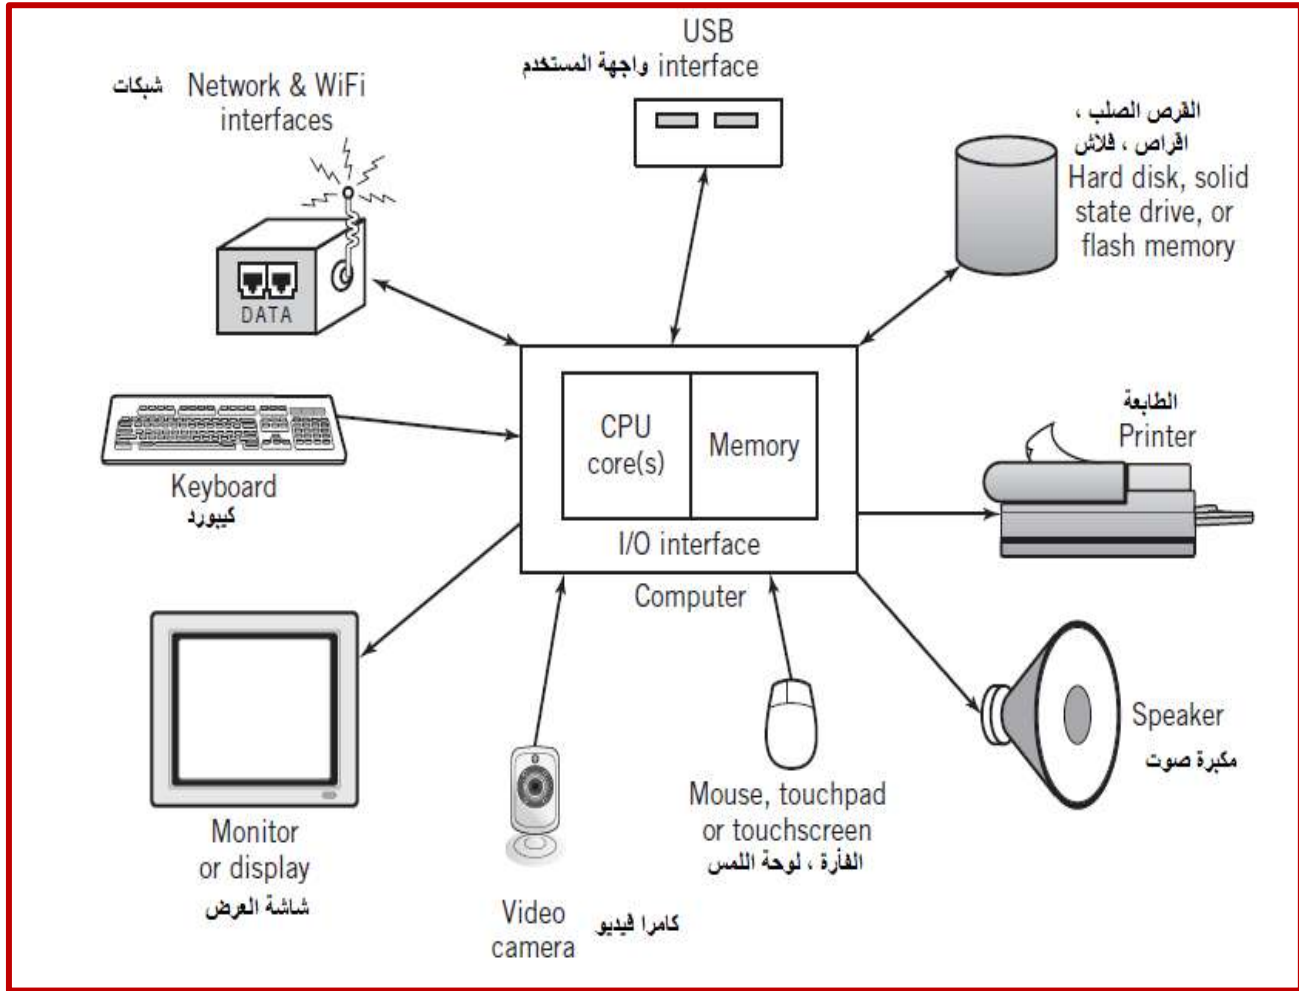 USB
واجهة المستخدم interface
شبكات Network & WiFi
interfaces
القرص الصلب ،
اقراص ، فلاش
Hard disk, solid
state drive, or
flash memory
DATA
CPU
core(s)
Memory
I/O interface
Computer
Keyboard
كيبورد
الطابعة
Printer
Monitor
or display
شاشة العرض
Video
camera
كامرا فيديو
Mouse, touchpad
or touchscreen
الفأرة ، لوحة اللمس
Speaker
مكبرة صوت